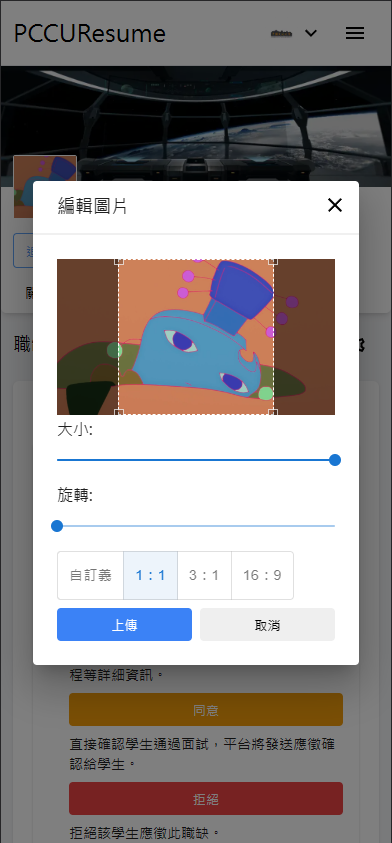 PCCUResume
編輯圖片
大小:
旋轉:
自訂義
1：1
3：1
16：9
上傳
取消
程等詳細資訊。
同意
直接確認學生通過面試，平台將發送應徵確
認給學生。
拒絕
拒絕該學生應徵此職缺。